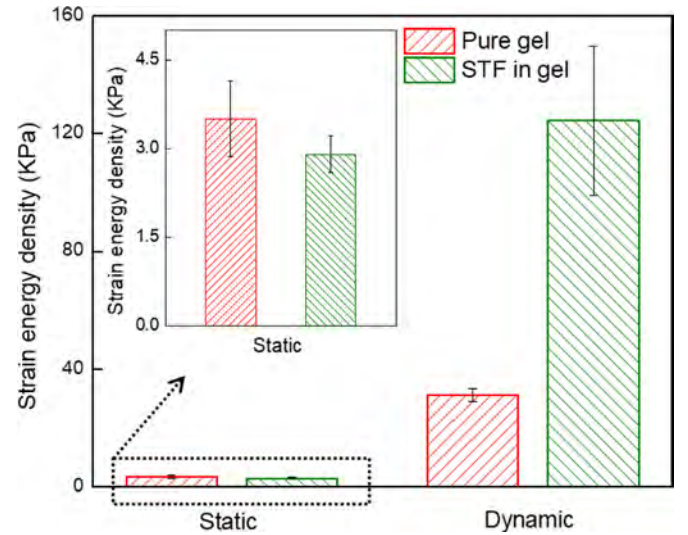 160
120
80
40
0
Strain energy density (KPa)
4.5
3.0
1.5
0.0
Strain energy density (KPa)
Static
Pure gel
STF in gel
Static
Dynamic